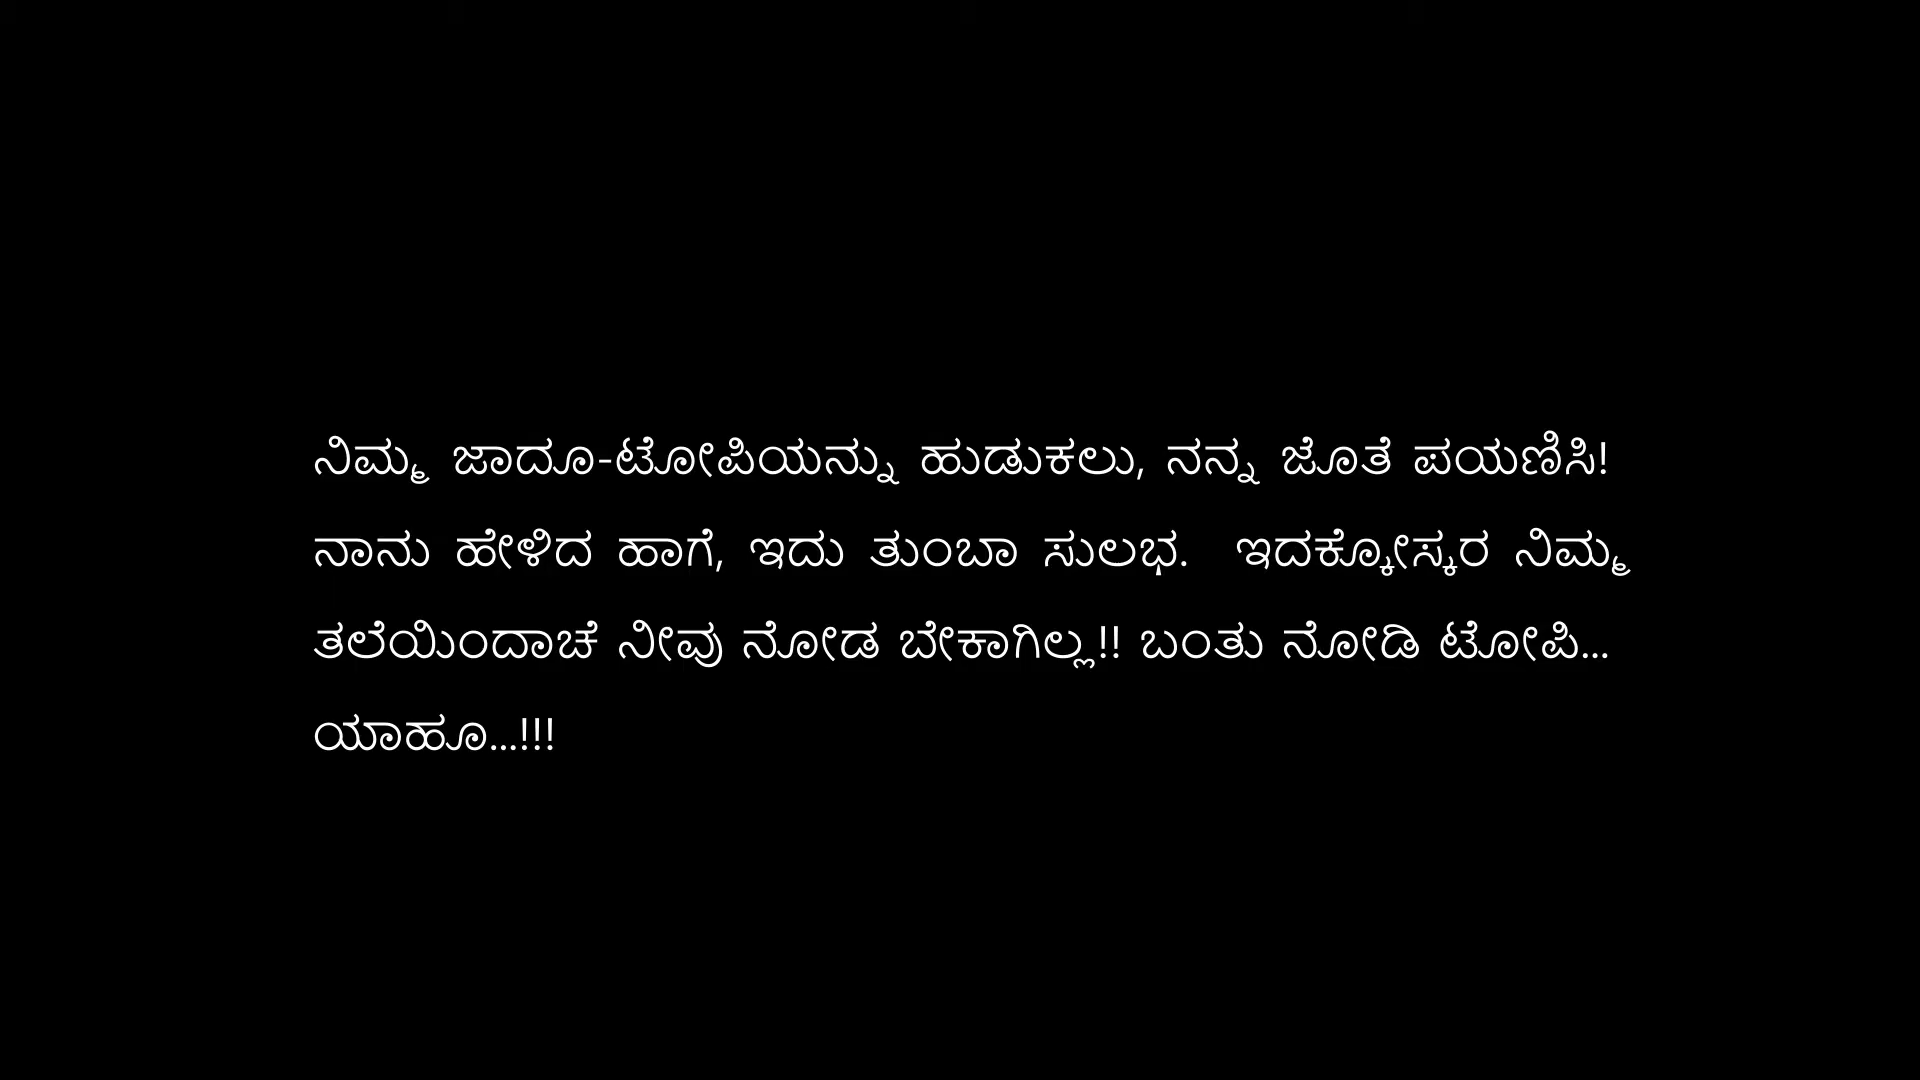 ನಿಮ್ಮ ಜಾದೂ-ಟೋಪಿಯನ್ನು ಹುಡುಕಲು, ನನ್ನ ಜೊತೆ ಪಯಣಿಸಿ!
ನಾನು ಹೇಳಿದ ಹಾಗೆ, ಇದು ತುಂಬಾ ಸುಲಭ. ಇದಕ್ಕೋಸ್ಕರ ನಿಮ್ಮ
ತಲೆಯಿಂದಾಚೆ ನೀವು ನೋಡ ಬೇಕಾಗಿಲ್ಲ!! ಬಂತು ನೋಡಿ ಟೋಪಿ...
ಯಾಹೂ...!!!